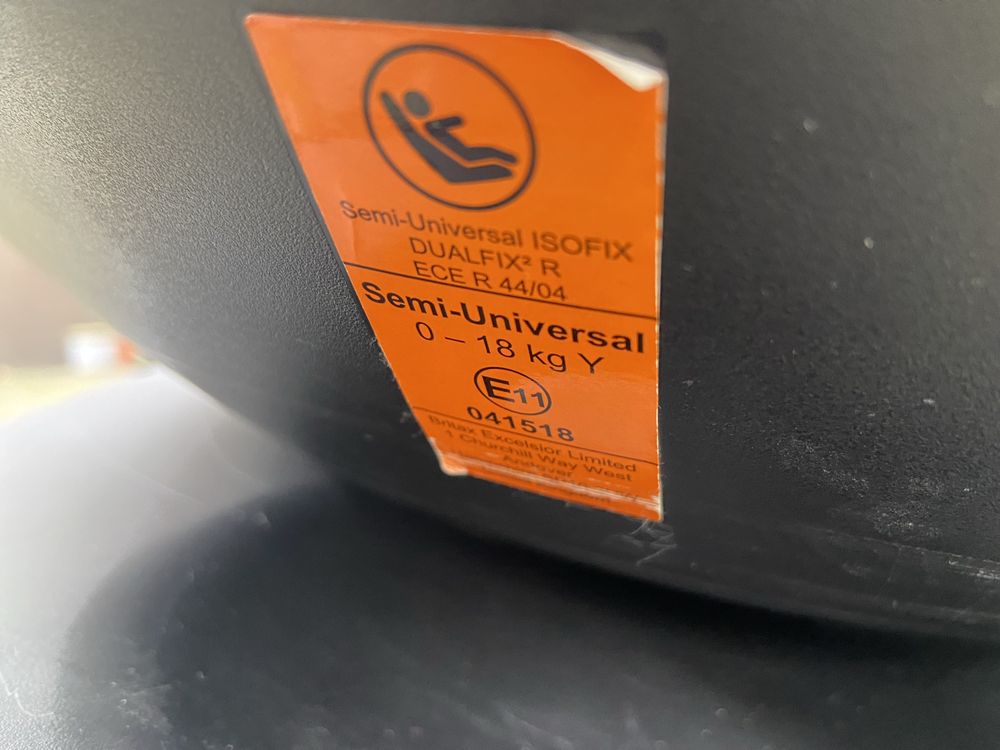 Semi-Universal ISOFIX
DUALFIX² R
ECE R 44/04
Semi-Universal
0 – 18 kg Y
E11
041518
Britax Excelsior Limited
1 Churchill Way West
Andover